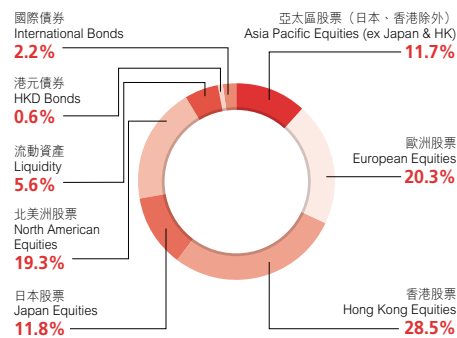 國際債券
International Bonds
2.2%
港元債券
HKD Bonds
0.6%
流動資產
Liquidity
5.6%
北美洲股票
North American
Equities
19.3%
日本股票
Japan Equities
11.8%
亞太區股票（日本、香港除外）
Asia Pacific Equities (ex Japan & HK)
11.7%
歐洲股票
European Equities
20.3%
香港股票
Hong Kong Equities
28.5%